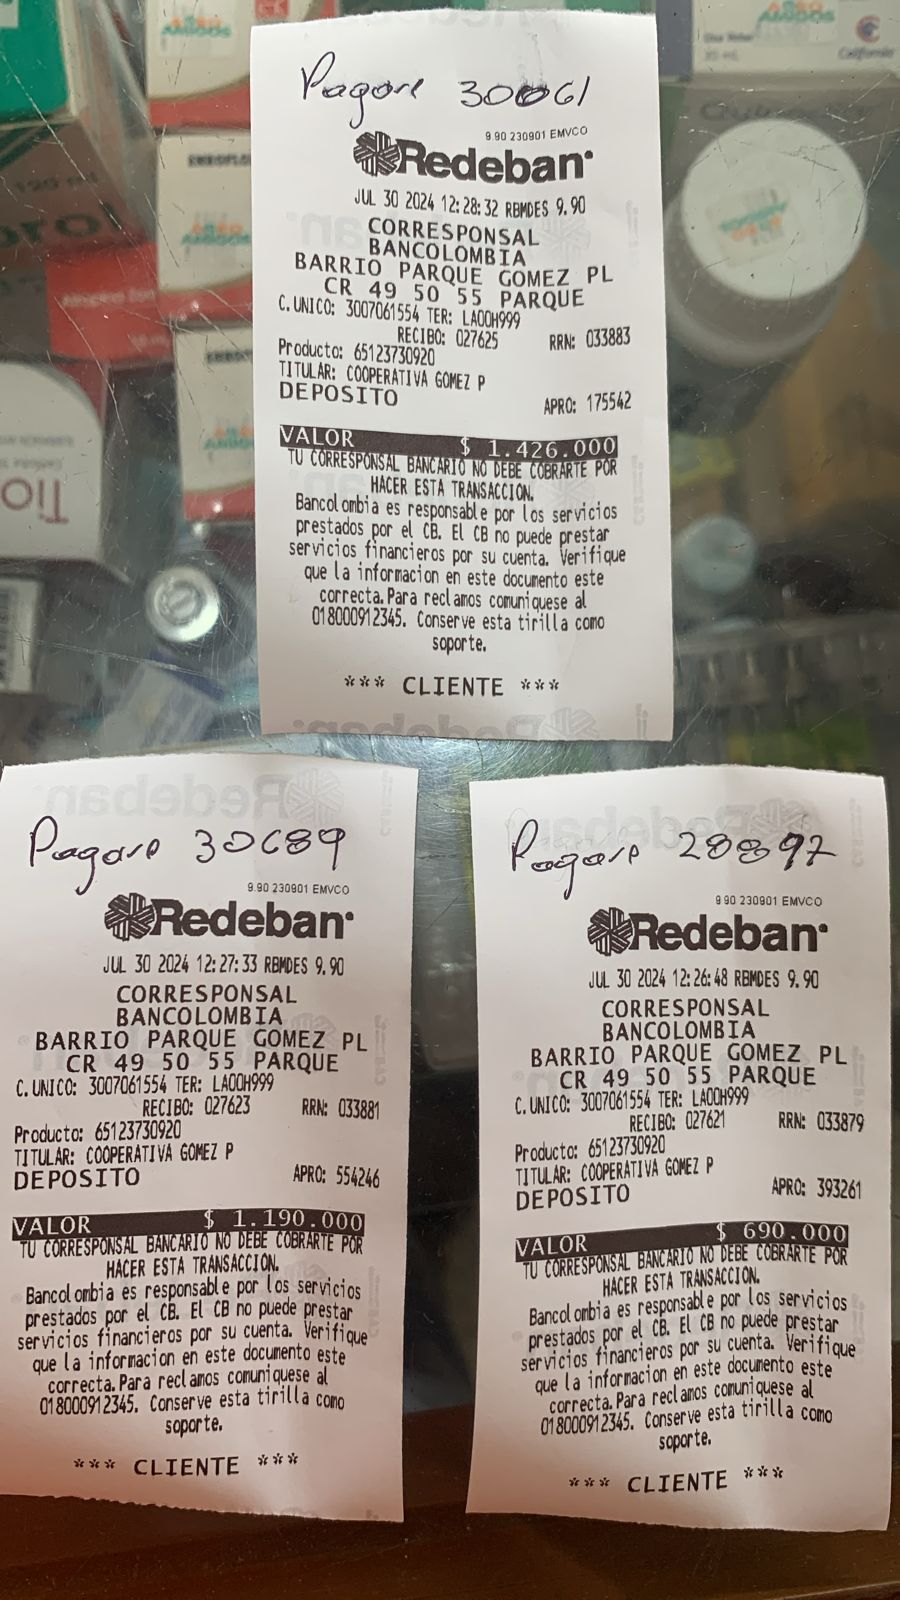 Pagare 30061
9.90 230901 EMVCO
Redeban
JUL 30 2024 12:28:32 RBMDES 9.90
CORRESPONSAL
BANCOLOMBIA
BARRIO PARQUE GOMEZ PL
CR 49 50 55 PARQUE
C.UNICO: 3007061554 TER: LAOOH999
RECIBO: 027625 RRN: 033883
Producto: 65123730920
TITULAR: COOPERATIVA GOMEZ P
DEPOSITO APRO: 175542
VALOR $ 1.426.000
TU CORRESPONSAL BANCARIO NO DEBE COBRARTE POR
HACER ESTA TRANSACCION.
Bancolombia es responsable por los servicios
prestados por el CB. El CB no puede prestar
servicios financieros por su cuenta. Verifique
que la informacion en este documento este
correcta.Para reclamos comuniquese al
018000912345. Conserve esta tirilla como
soporte.
*** CLIENTE ***
Pagare 30689
9.90 230901 EMVCO
Redeban
JUL 30 2024 12:27:33 RBMDES 9.90
CORRESPONSAL
BANCOLOMBIA
BARRIO PARQUE GOMEZ PL
CR 49 50 55 PARQUE
C.UNICO: 3007061554 TER: LAOOH999
RECIBO: 027623 RRN: 033881
Producto: 65123730920
TITULAR: COOPERATIVA GOMEZ P
DEPOSITO APRO: 554246
VALOR $ 1.190.000
TU CORRESPONSAL BANCARIO NO DEBE COBRARTE POR
HACER ESTA TRANSACCION.
Bancolombia es responsable por los servicios
prestados por el CB. El CB no puede prestar
servicios financieros por su cuenta. Verifique
que la informacion en este documento este
correcta.Para reclamos comuniquese al
018000912345. Conserve esta tirilla como
soporte.
*** CLIENTE ***
Pagare 28897
9.90 230901 EMVCO
Redeban
JUL 30 2024 12:26:48 RBMDES 9.90
CORRESPONSAL
BANCOLOMBIA
BARRIO PARQUE GOMEZ PL
CR 49 50 55 PARQUE
C.UNICO: 3007061554 TER: LAOOH999
RECIBO: 027621 RRN: 033879
Producto: 65123730920
TITULAR: COOPERATIVA GOMEZ P
DEPOSITO APRO: 393261
VALOR $ 690.000
TU CORRESPONSAL BANCARIO NO DEBE COBRARTE POR
HACER ESTA TRANSACCION.
Bancolombia es responsable por los servicios
prestados por el CB. El CB no puede prestar
servicios financieros por su cuenta. Verifique
que la informacion en este documento este
correcta.Para reclamos comuniquese al
018000912345. Conserve esta tirilla como
soporte.
*** CLIENTE ***